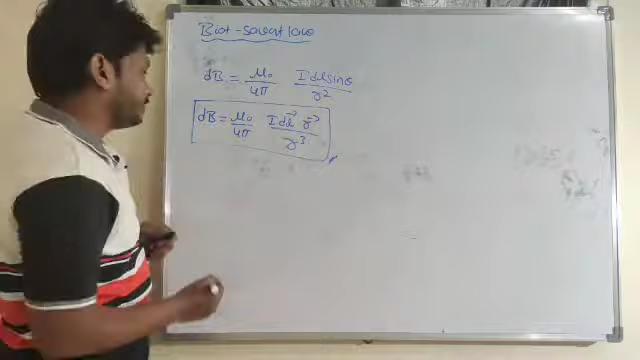 Biot-savart law
dB = μ₀/4π Idlsinθ/r²
dB = μ₀/4π Idl⃗ r⃗/r³